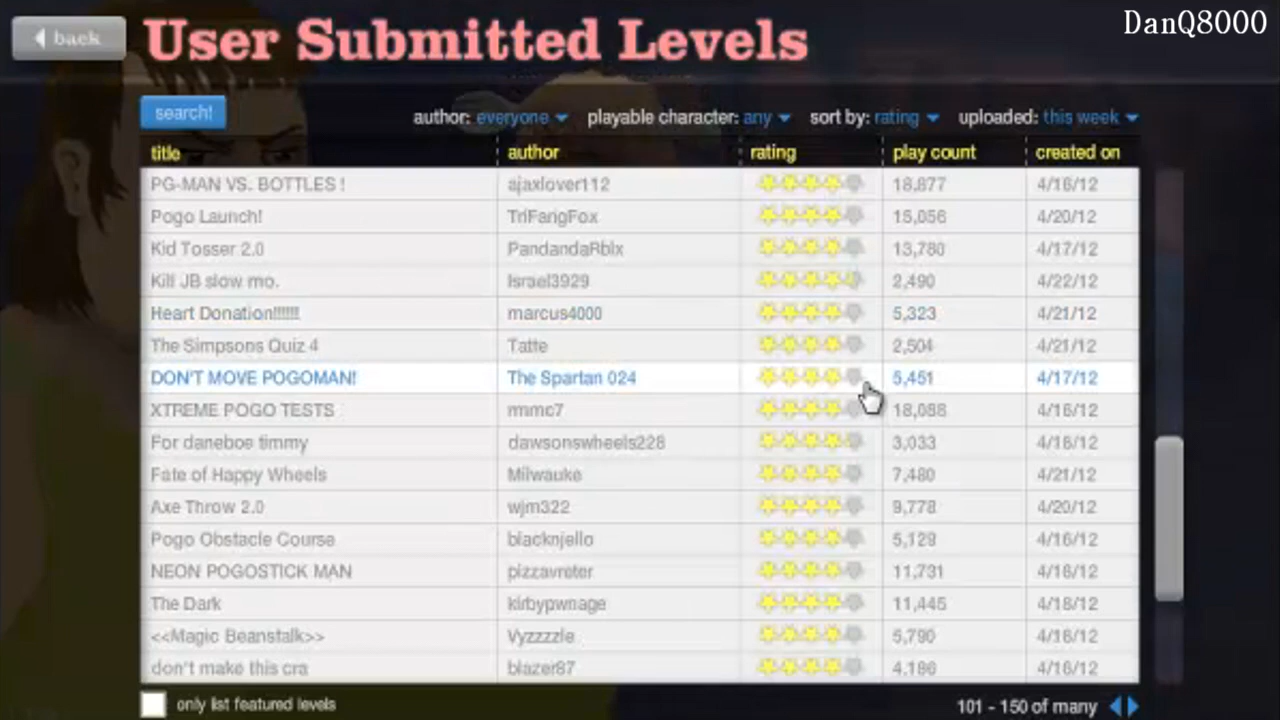 back
User Submitted Levels
DanQ8000
search!
author: everyone playable character: any sort by: rating uploaded: this week
title author rating play count created on
PG-MAN VS. BOTTLES ! ajaxlover112 18,877 4/16/12
Pogo Launch! TriFangFox 15,056 4/20/12
Kid Tosser 2.0 PandandaRblx 13,780 4/17/12
Kill JB slow mo. Israel3929 2,490 4/22/12
Heart Donation!!!!!!! marcus4000 5,323 4/21/12
The Simpsons Quiz 4 Tatte 2,504 4/21/12
DON'T MOVE POGOMAN! The Spartan 024 5,451 4/17/12
XTREME POGO TESTS mmc7 18,088 4/16/12
For daneboe timmy dawsonswheels228 3,033 4/16/12
Fate of Happy Wheels Milwauke 7,480 4/21/12
Axe Throw 2.0 wjm322 9,778 4/20/12
Pogo Obstacle Course blacknjello 5,129 4/16/12
NEON POGOSTICK MAN pizzavreter 11,731 4/16/12
The Dark kirbypwnage 11,445 4/18/12
<<Magic Beanstalk>> Vyzzzzle 5,790 4/16/12
don't make this cra blazer87 4,186 4/16/12
only list featured levels 101 - 150 of many